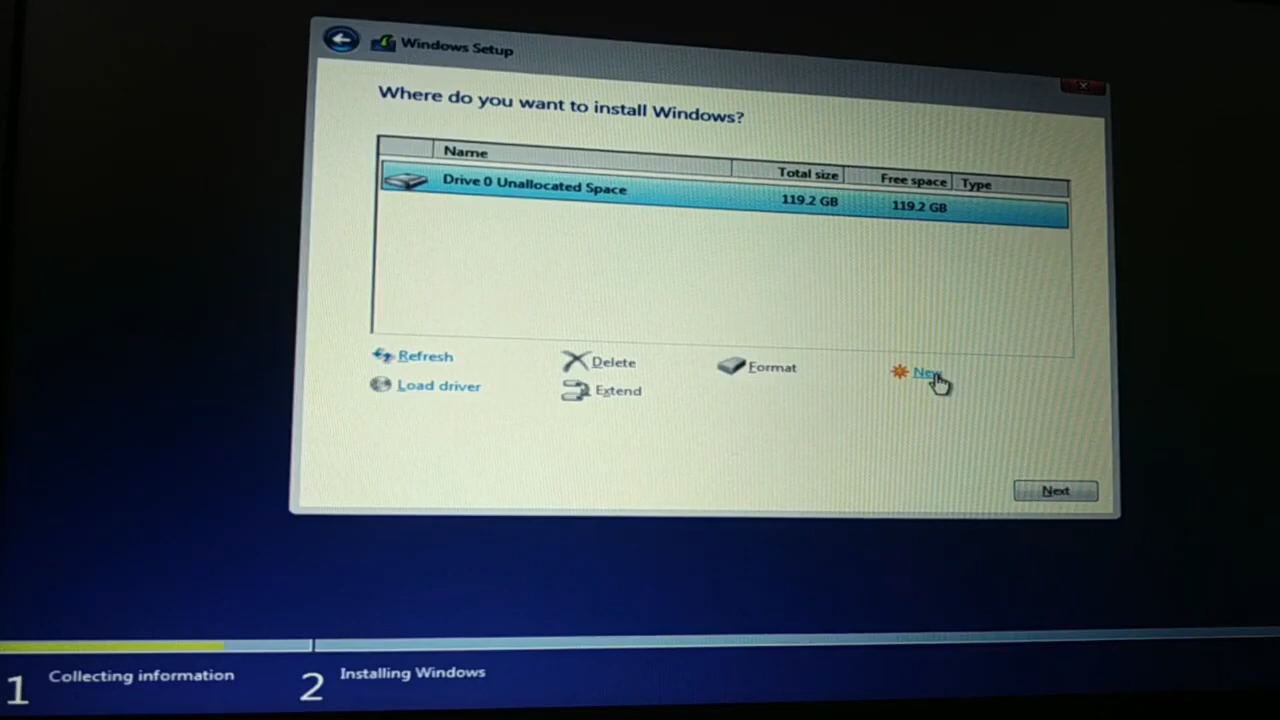 Windows Setup
Where do you want to install Windows?
Name Total size Free space Type
Drive 0 Unallocated Space 119.2 GB 119.2 GB
Refresh Delete Format New
Load driver Extend
Next
1 Collecting information 2 Installing Windows